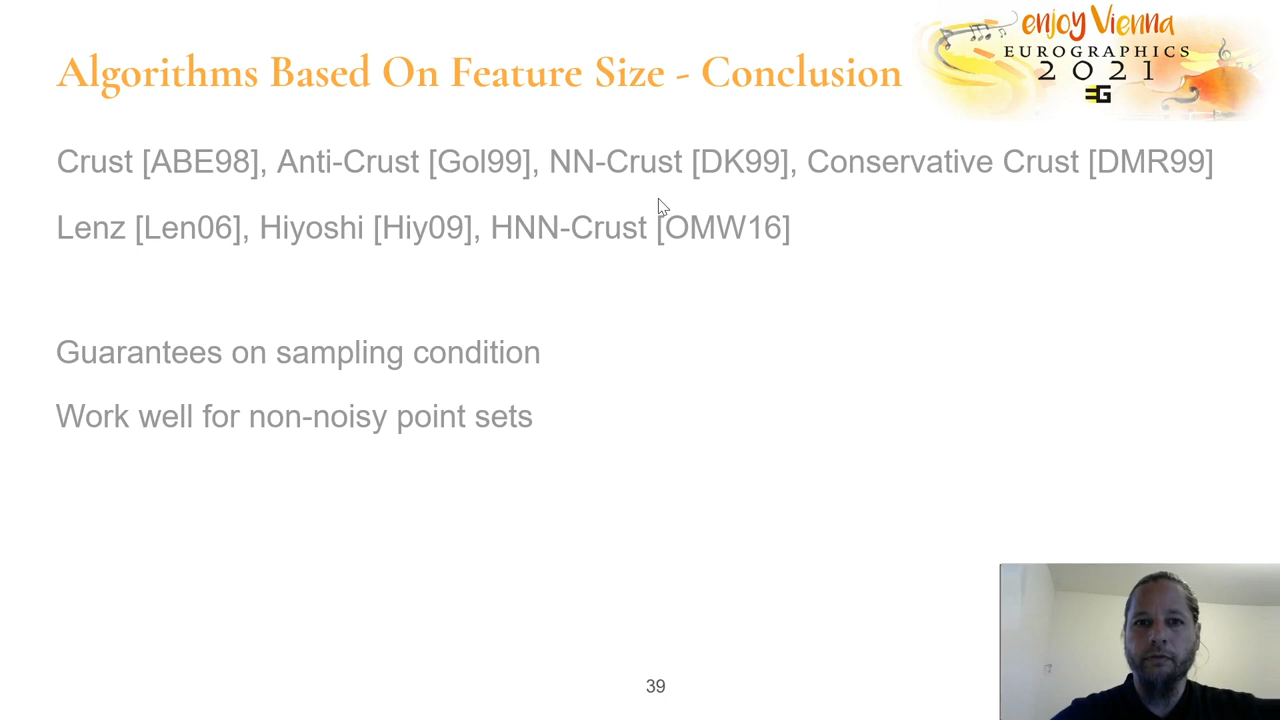 enjoy Vienna
EUROGRAPHICS
2021
EG
Algorithms Based On Feature Size - Conclusion
Crust [ABE98], Anti-Crust [Gol99], NN-Crust [DK99], Conservative Crust [DMR99]
Lenz [Len06], Hiyoshi [Hiy09], HNN-Crust [OMW16]
Guarantees on sampling condition
Work well for non-noisy point sets
39